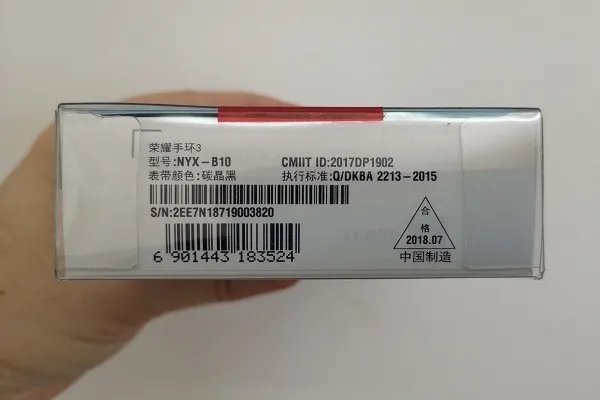 荣耀手环3
型号:NYX-B10 CMIIT ID:2017DP1902
表带颜色:碳晶黑 执行标准:Q/DKBA 2213-2015
S/N:2EE7N18719003820
合
格
2018.07
6 901443 183524
中国制造